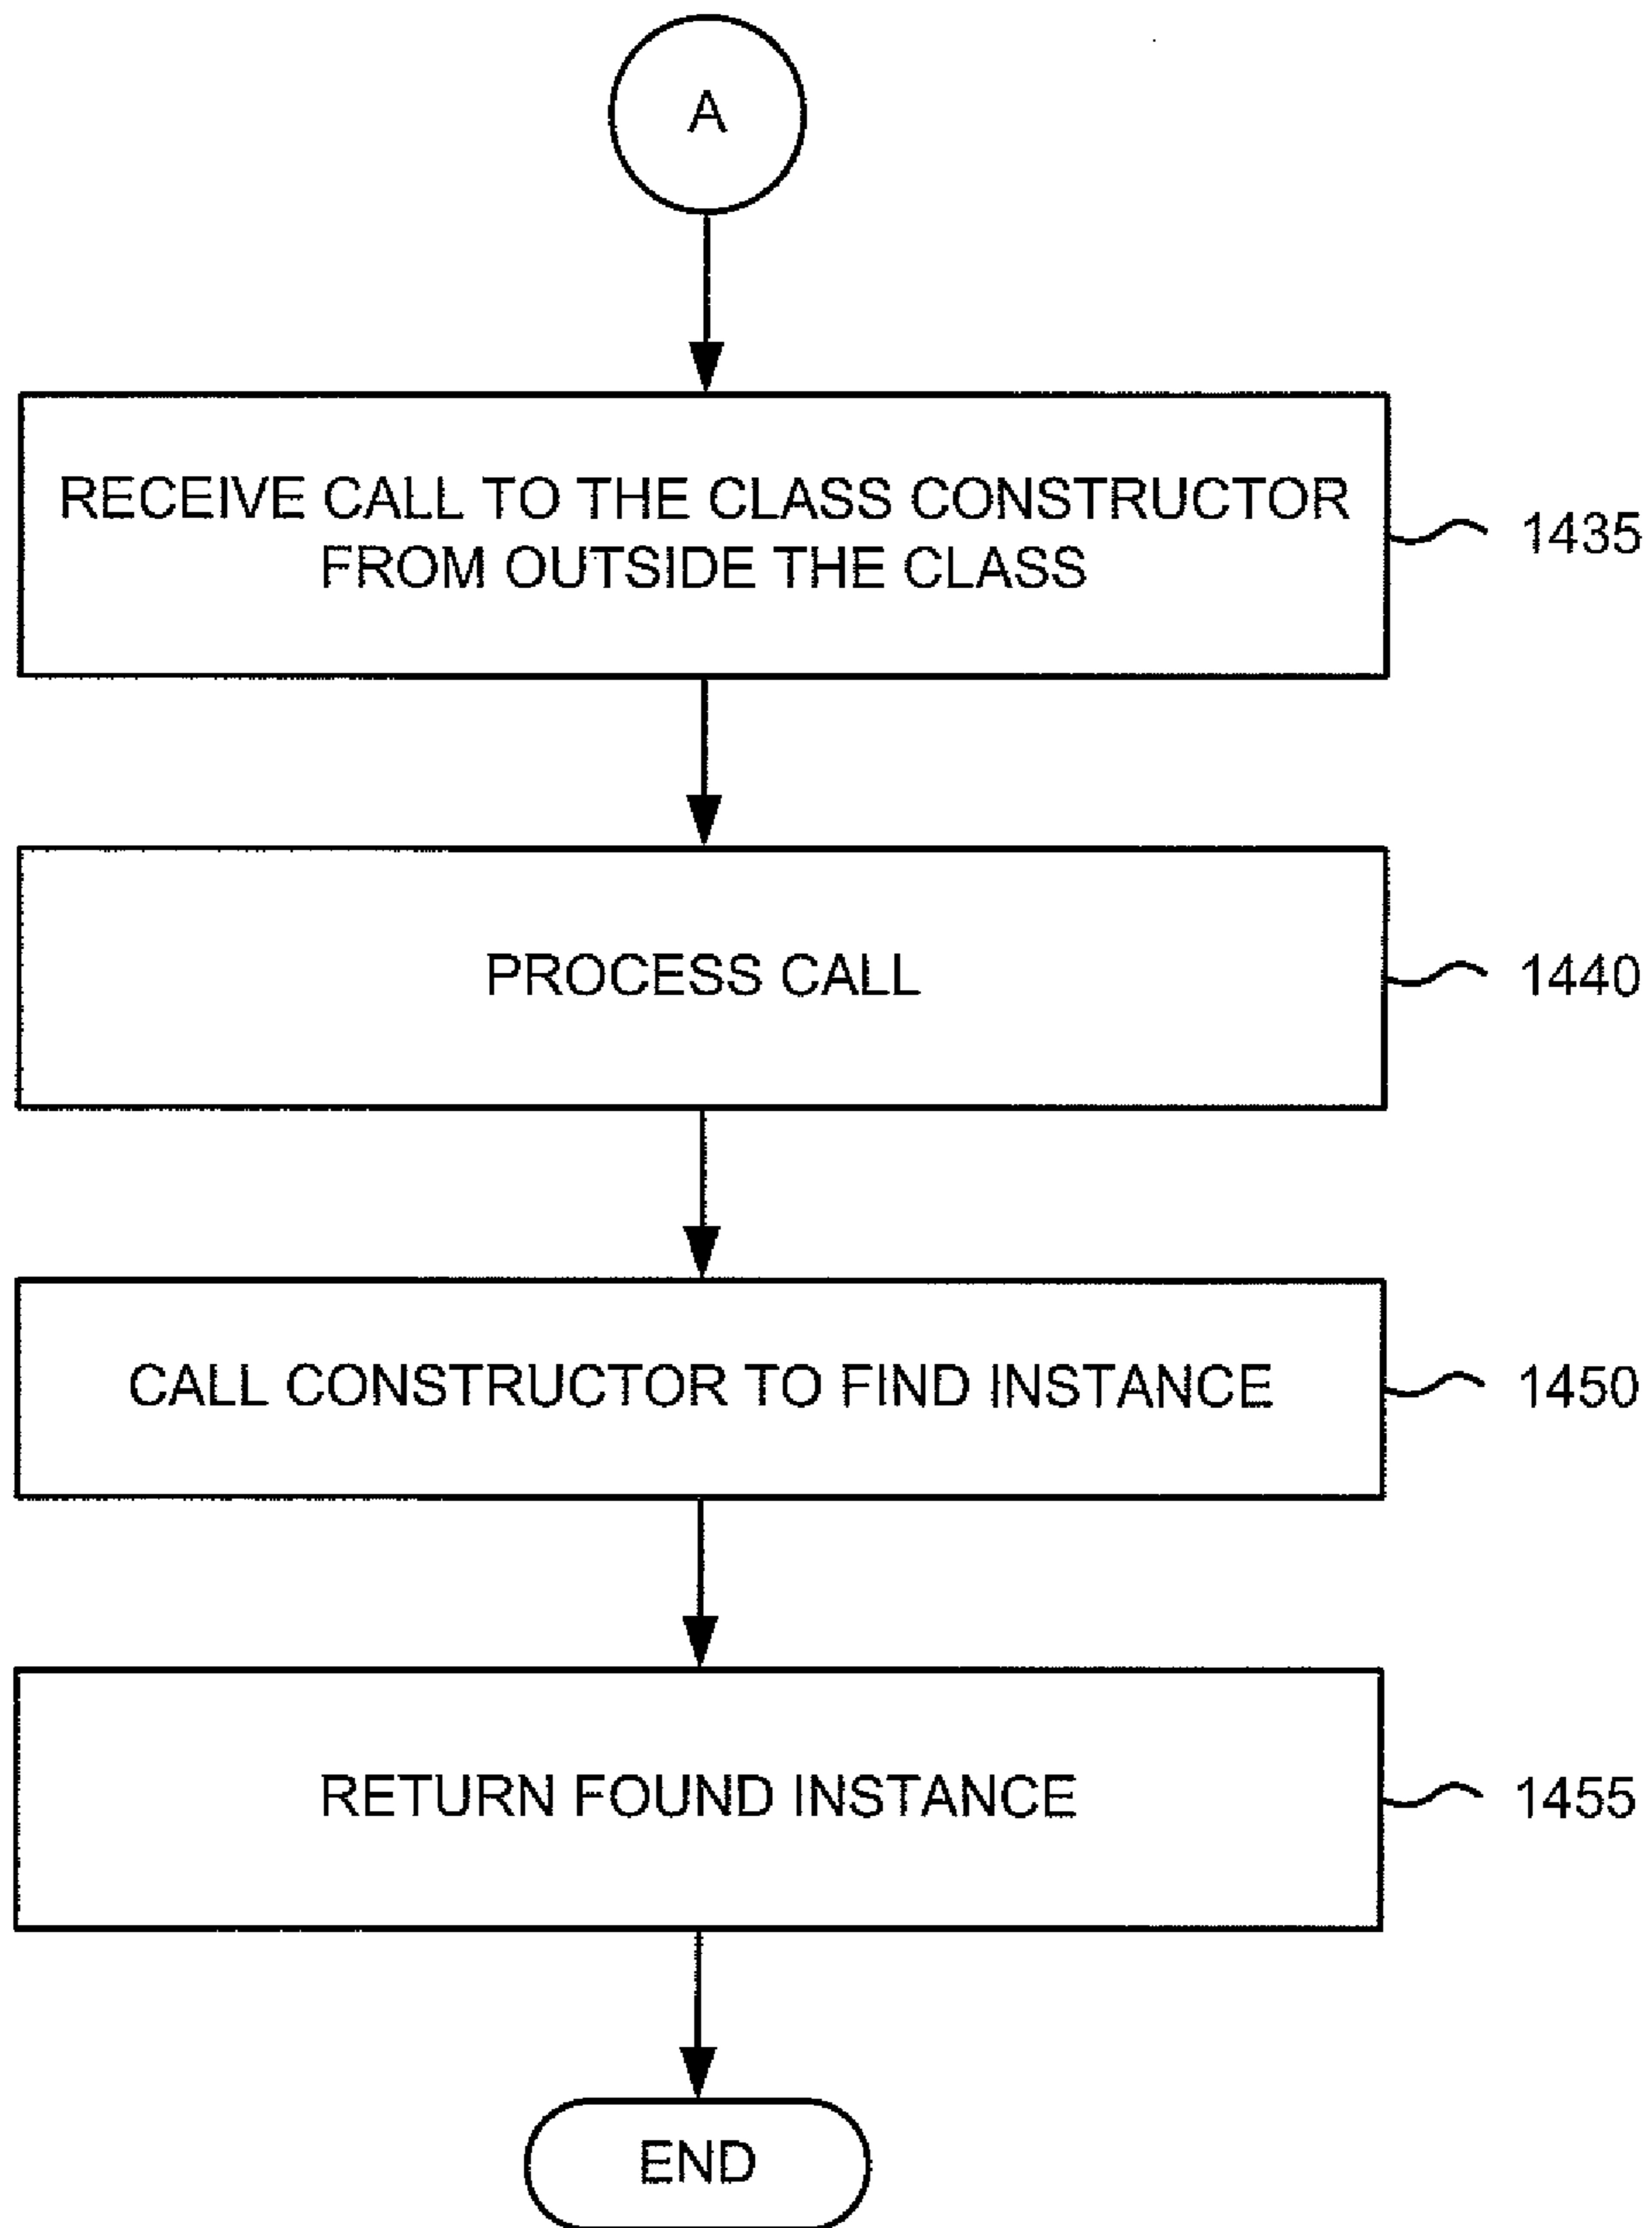 A
RECEIVE CALL TO THE CLASS CONSTRUCTOR
FROM OUTSIDE THE CLASS
1435
PROCESS CALL
1440
CALL CONSTRUCTOR TO FIND INSTANCE
1450
RETURN FOUND INSTANCE
1455
END